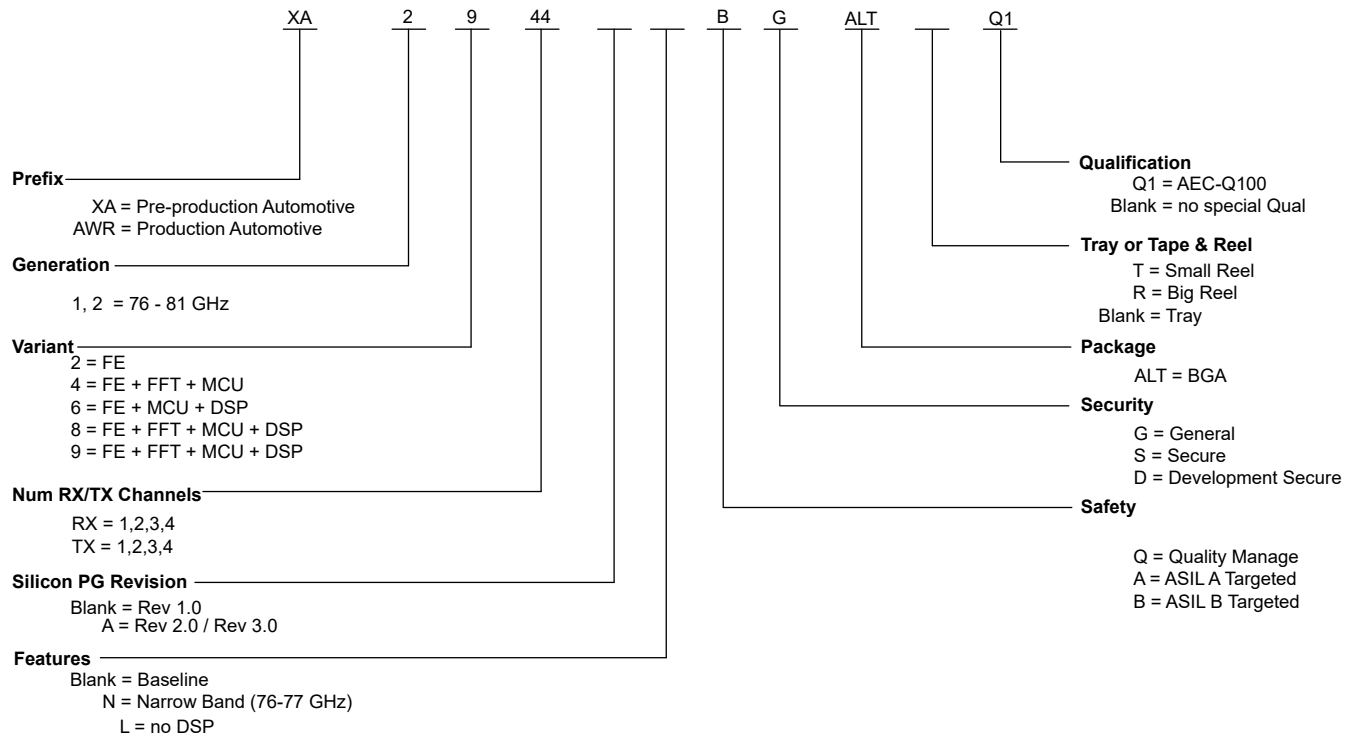 XA 2 9 44 B G ALT Q1
Prefix
XA = Pre-production Automotive
AWR = Production Automotive
Generation
1, 2 = 76 - 81 GHz
Variant
2 = FE
4 = FE + FFT + MCU
6 = FE + MCU + DSP
8 = FE + FFT + MCU + DSP
9 = FE + FFT + MCU + DSP
Num RX/TX Channels
RX = 1,2,3,4
TX = 1,2,3,4
Silicon PG Revision
Blank = Rev 1.0
A = Rev 2.0 / Rev 3.0
Features
Blank = Baseline
N = Narrow Band (76-77 GHz)
L = no DSP
Qualification
Q1 = AEC-Q100
Blank = no special Qual
Tray or Tape & Reel
T = Small Reel
R = Big Reel
Blank = Tray
Package
ALT = BGA
Security
G = General
S = Secure
D = Development Secure
Safety
Q = Quality Manage
A = ASIL A Targeted
B = ASIL B Targeted